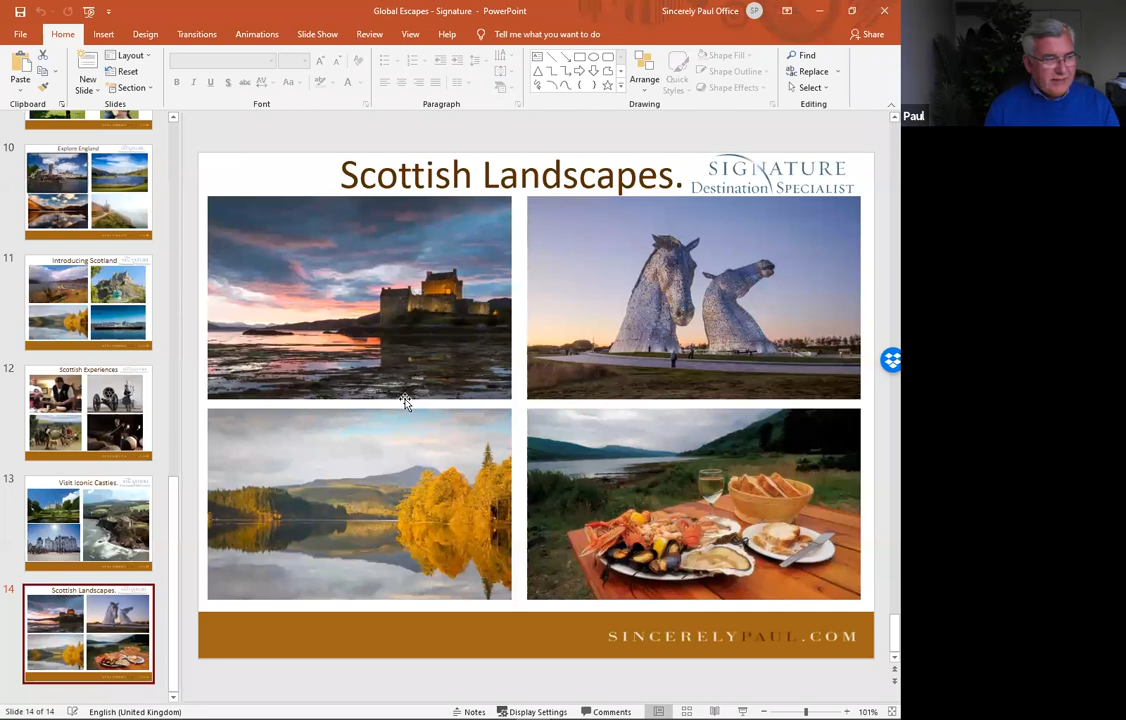 Global Escapes - Signature - PowerPoint
Sincerely Paul Office SP
File Home Insert Design Transitions Animations Slide Show Review View Help Tell me what you want to do Share
Paste
New
Slide
Layout
Reset
Section
B I U S abc AV Aa A
Arrange
Quick
Styles
Shape Fill
Shape Outline
Shape Effects
Find
Replace
Select
Clipboard Slides Font Paragraph Drawing Editing
Paul
10
Explore England
11
Introducing Scotland
12
Scottish Experiences
13
Visit Iconic Castles.
14
Scottish Landscapes.
Scottish Landscapes.
SIGNATURE
Destination SPECIALIST
SINCERELYPAUL.COM
Slide 14 of 14 English (United Kingdom) Notes Display Settings Comments 101%